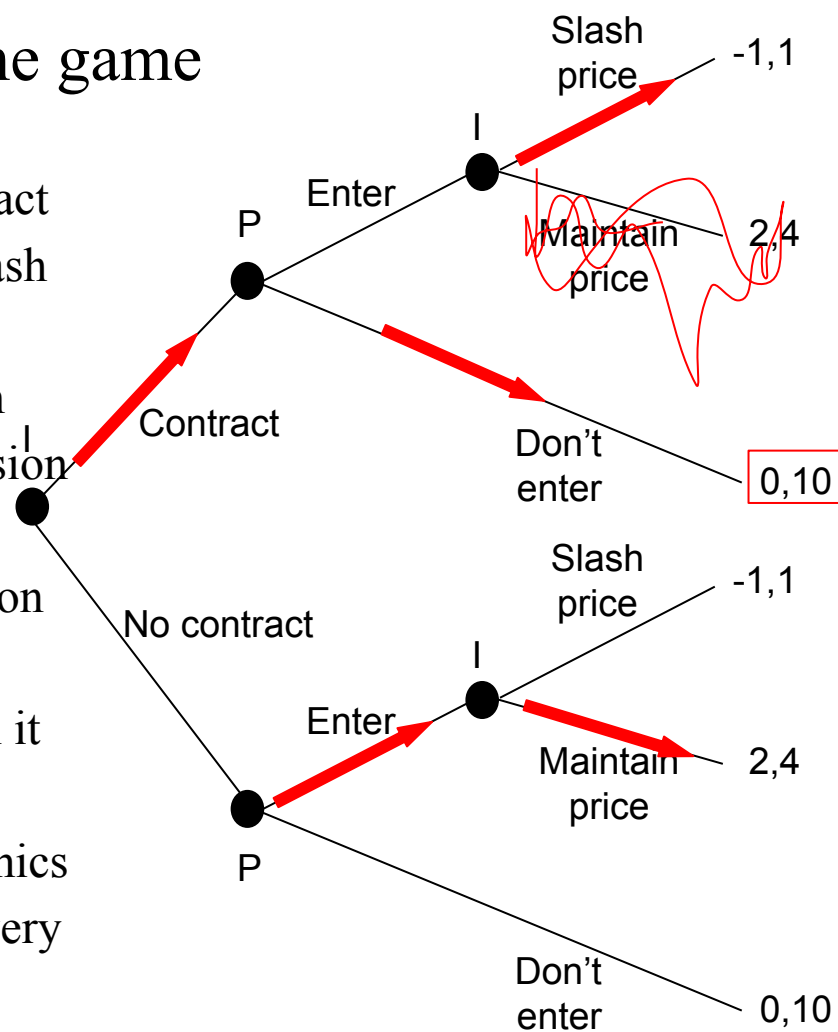 ne game
act
ash
n
sion
on
it
nics
ery
Slash
price
-1,1
I
Enter
P
Maintain
price
2,4
Contract
I
Don't
enter
0,10
Slash
price
-1,1
No contract
I
Enter
Maintain
price
2,4
P
Don't
enter
0,10